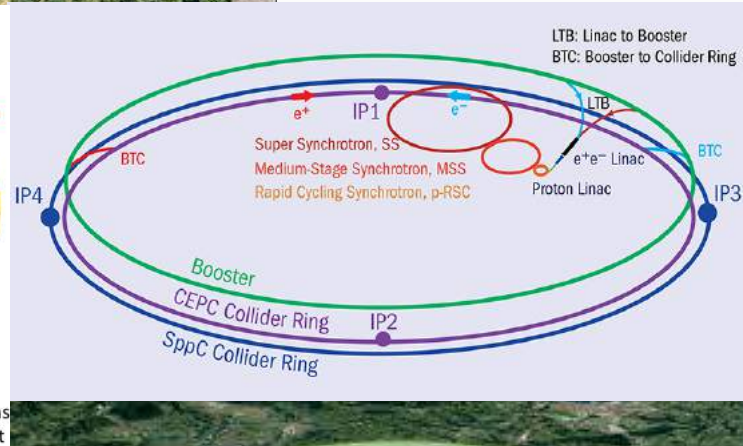 LTB: Linac to Booster
BTC: Booster to Collider Ring
IP1
e⁺
e⁻
LTB
Super Synchrotron, SS
Medium-Stage Synchrotron, MSS
Rapid Cycling Synchrotron, p-RSC
e⁺e⁻ Linac
Proton Linac
BTC
BTC
IP4
IP3
Booster
CEPC Collider Ring
IP2
SppC Collider Ring